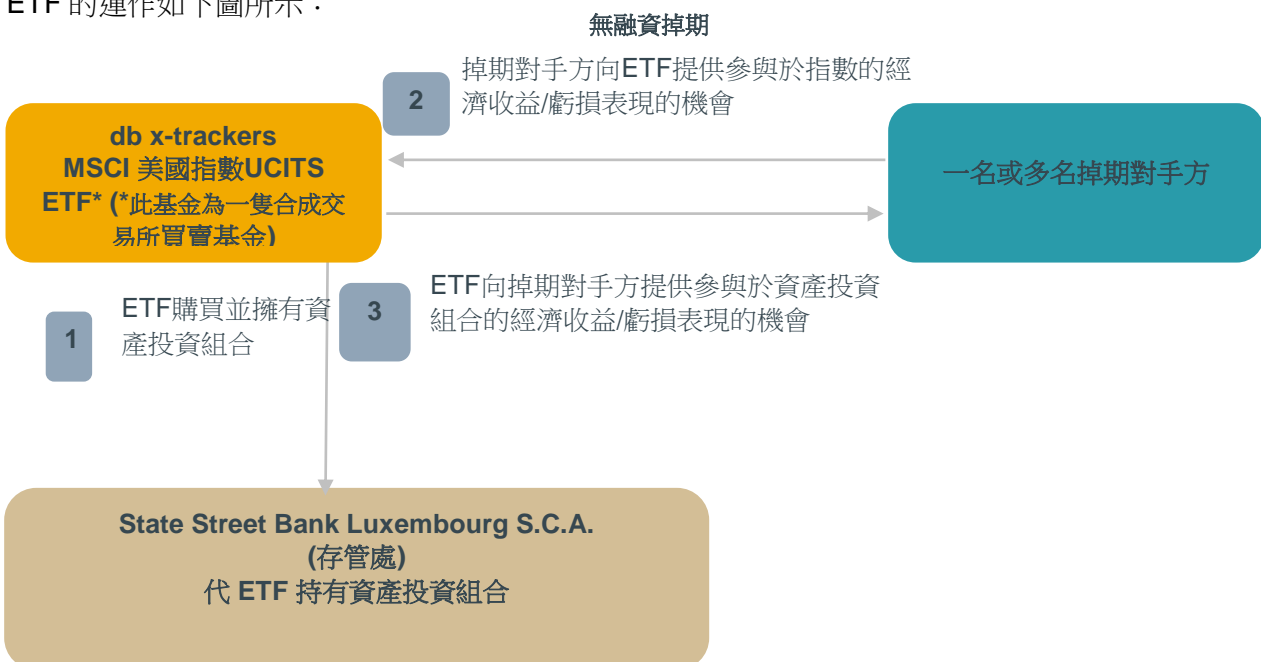 ETF 的運作如下圖所示：
無融資掉期
2
掉期對手方向ETF提供參與於指數的經
濟收益/虧損表現的機會
db x-trackers
MSCI 美國指數UCITS
ETF* (*此基金為一隻合成交
易所買賣基金)
一名或多名掉期對手方
1
ETF購買並擁有資
產投資組合
3
ETF向掉期對手方提供參與於資產投資
組合的經濟收益/虧損表現的機會
State Street Bank Luxembourg S.C.A.
(存管處)
代 ETF 持有資產投資組合